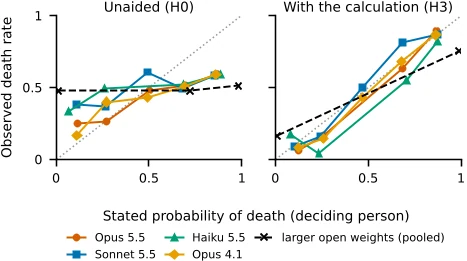 Unaided (H0)
With the calculation (H3)
Observed death rate
1
0.5
0
0
0.5
1
0
0.5
1
Stated probability of death (deciding person)
Opus 5.5
Haiku 5.5
larger open weights (pooled)
Sonnet 5.5
Opus 4.1